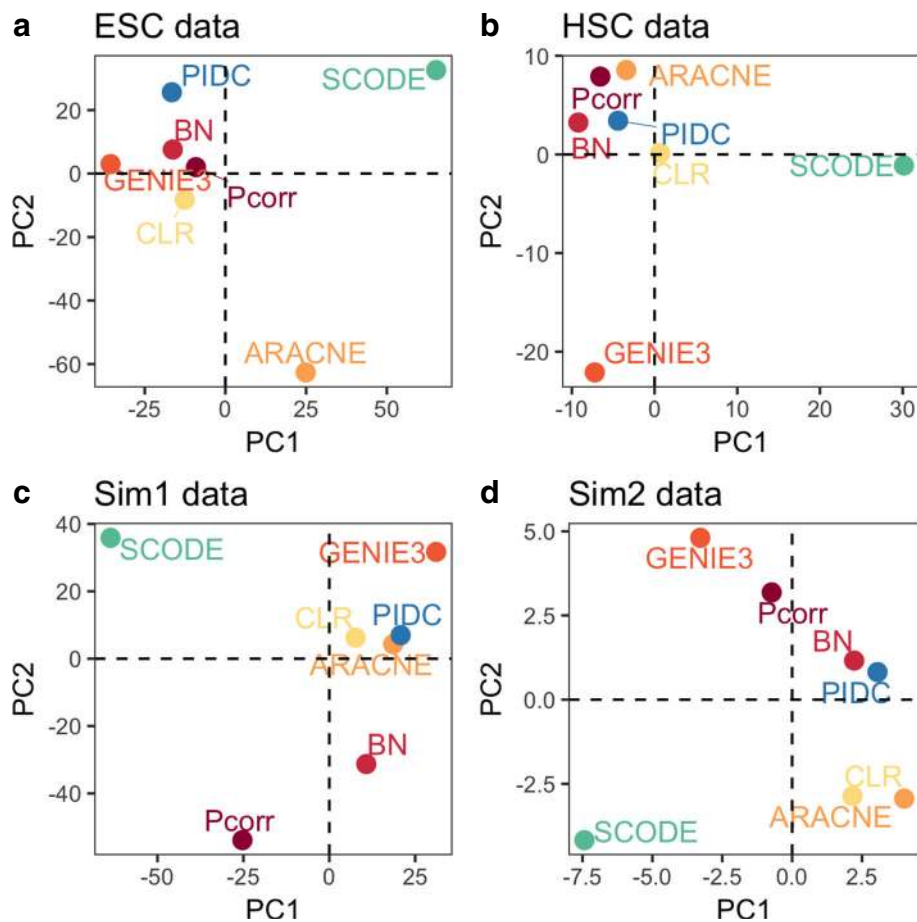 a
ESC data
PIDC
SCODE
BN
GENIE3
Pcorr
CLR
ARACNE
20
0
-20
-40
-60
PC2
-25
0
25
50
PC1
b
HSC data
ARACNE
Pcorr
PIDC
BN
CLR
SCODE
GENIE3
10
0
-10
-20
PC2
-10
0
10
20
30
PC1
c
Sim1 data
SCODE
GENIE3
CLR
PIDC
ARACNE
BN
Pcorr
40
20
0
-20
-40
PC2
-50
-25
0
25
PC1
d
Sim2 data
GENIE3
Pcorr
BN
PIDC
CLR
ARACNE
SCODE
5.0
2.5
0.0
-2.5
PC2
-7.5
-5.0
-2.5
0.0
2.5
PC1